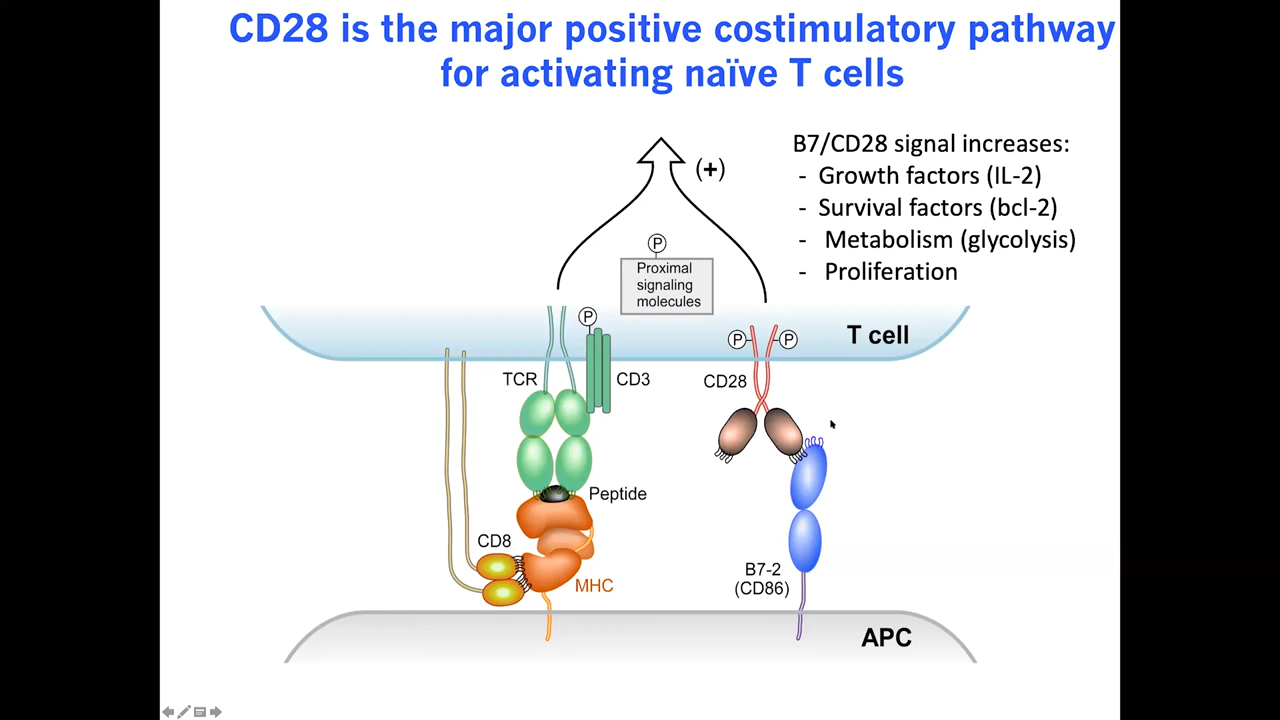 CD28 is the major positive costimulatory pathway
for activating naïve T cells
(+)
B7/CD28 signal increases:
- Growth factors (IL-2)
- Survival factors (bcl-2)
- Metabolism (glycolysis)
- Proliferation
P
Proximal
signaling
molecules
P
P
P
T cell
TCR
CD3
CD28
Peptide
CD8
MHC
B7-2
(CD86)
APC